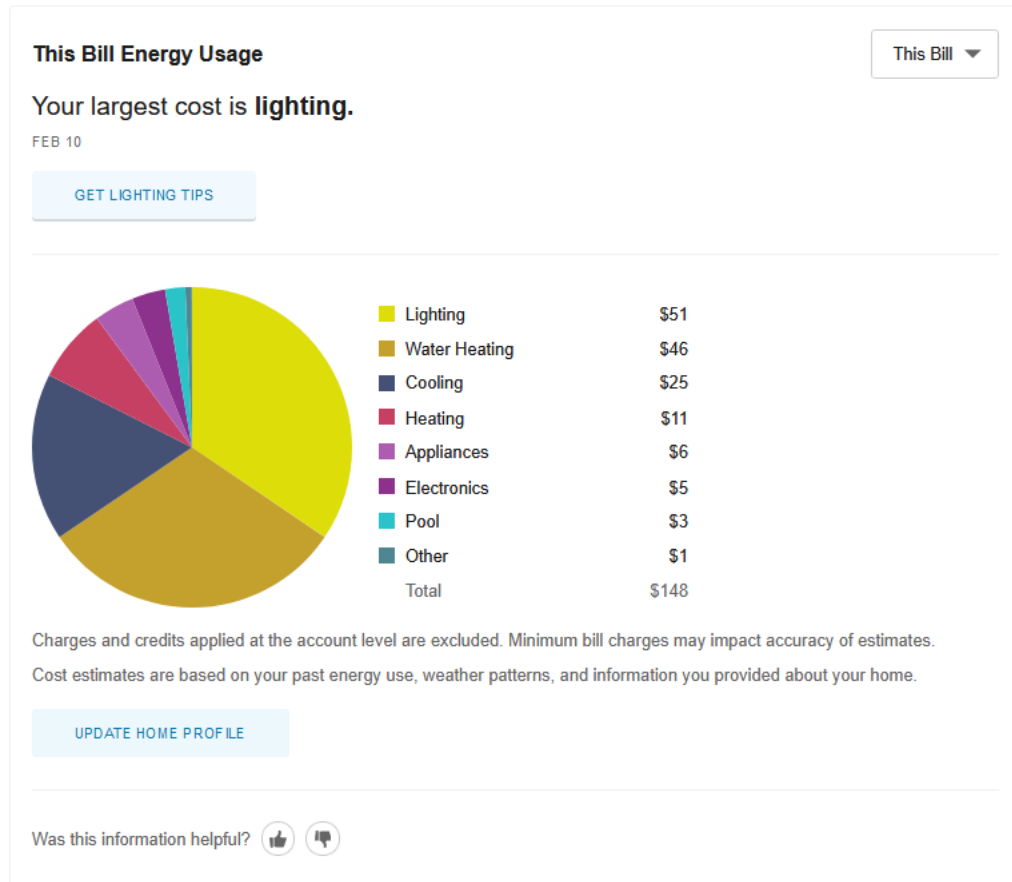 This Bill Energy Usage
This Bill
Your largest cost is lighting.
FEB 10
GET LIGHTING TIPS
Lighting $51
Water Heating $46
Cooling $25
Heating $11
Appliances $6
Electronics $5
Pool $3
Other $1
Total $148
Charges and credits applied at the account level are excluded. Minimum bill charges may impact accuracy of estimates.
Cost estimates are based on your past energy use, weather patterns, and information you provided about your home.
UPDATE HOME PROFILE
Was this information helpful?